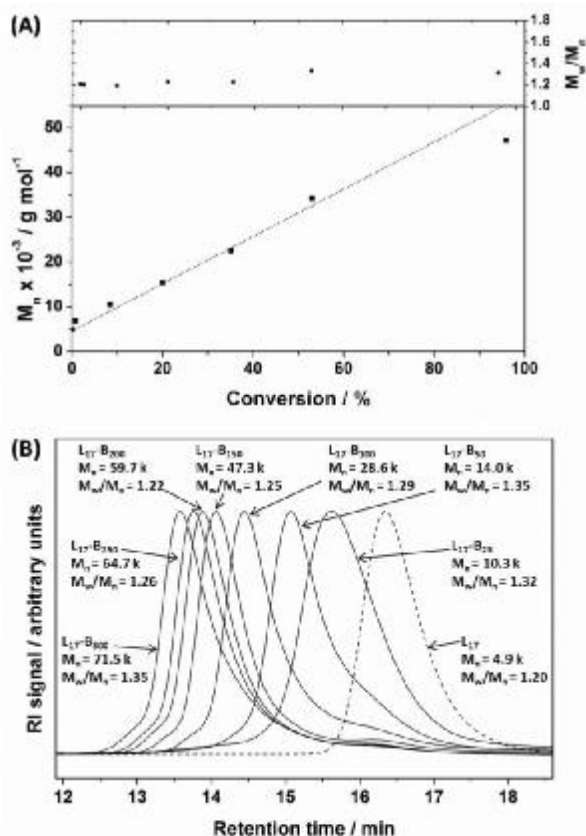 (A)
1.8
1.6
1.4
1.2
1.0
Mw/Mn
50
40
30
20
10
0
Mn x 10⁻³ / g mol⁻¹
0 20 40 60 80 100
Conversion / %
(B)
L₁₇-B₂₀₀
Mn = 59.7 k
Mw/Mn = 1.22
L₁₇-B₁₅₀
Mn = 47.3 k
Mw/Mn = 1.25
Mn = 28.6 k
Mw/Mn = 1.29
L₁₇-B₅₀
Mn = 14.0 k
Mw/Mn = 1.35
L₁₇-B₂₅₀
Mn = 64.7 k
Mw/Mn = 1.26
L₁₇-B₂₅
Mn = 10.3 k
Mw/Mn = 1.32
L₁₇-B₃₀₀
Mn = 71.5 k
Mw/Mn = 1.35
L₁₇
Mn = 4.9 k
Mw/Mn = 1.20
RI signal / arbitrary units
12 13 14 15 16 17 18
Retention time / min